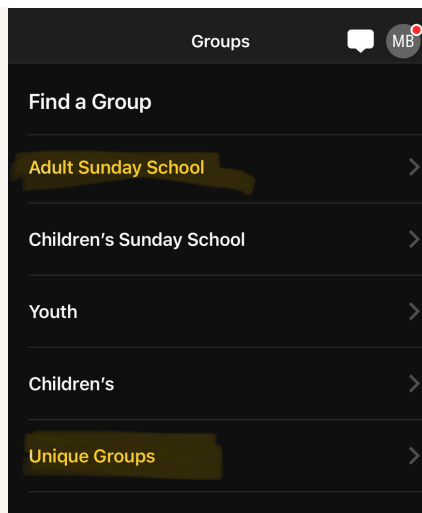 Groups
MB
Find a Group
Adult Sunday School
Children’s Sunday School
Youth
Children’s
Unique Groups